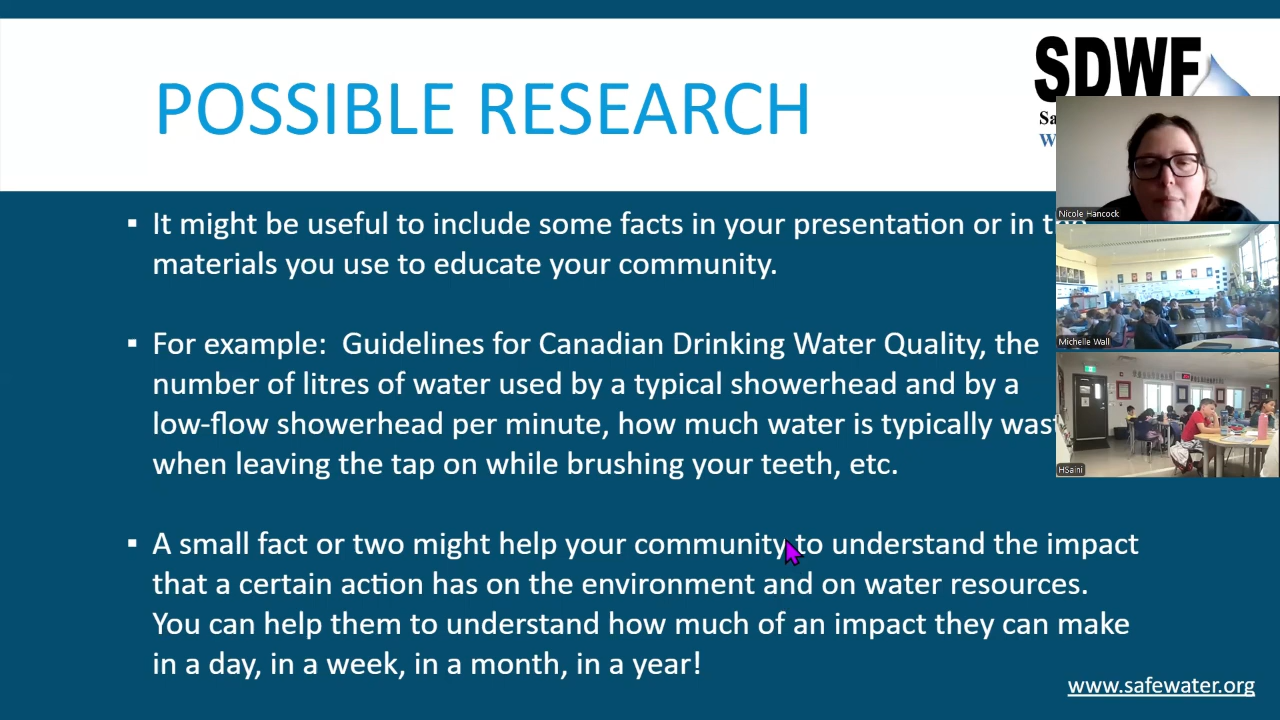 POSSIBLE RESEARCH
SDWF
Sa
W
▪ It might be useful to include some facts in your presentation or in
materials you use to educate your community.
▪ For example: Guidelines for Canadian Drinking Water Quality, the
number of litres of water used by a typical showerhead and by a
low-flow showerhead per minute, how much water is typically wast
when leaving the tap on while brushing your teeth, etc.
▪ A small fact or two might help your community to understand the impact
that a certain action has on the environment and on water resources.
You can help them to understand how much of an impact they can make
in a day, in a week, in a month, in a year!
www.safewater.org
Nicole Hancock
Michelle Wall
HSaini